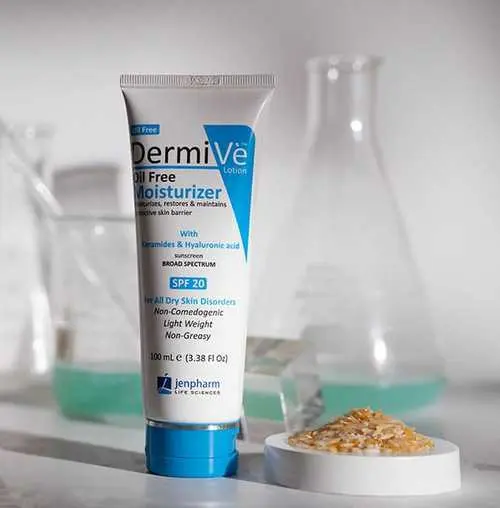 Oil Free
DermiVe
Lotion
Oil Free
Moisturizer
moisturizes, restores & maintains
protective skin barrier
With
Ceramides & Hyaluronic acid
sunscreen
BROAD SPECTRUM
SPF 20
For All Dry Skin Disorders
Non-Comedogenic
Light Weight
Non-Greasy
100 mL e (3.38 Fl Oz)
jenpharm
LIFE SCIENCES